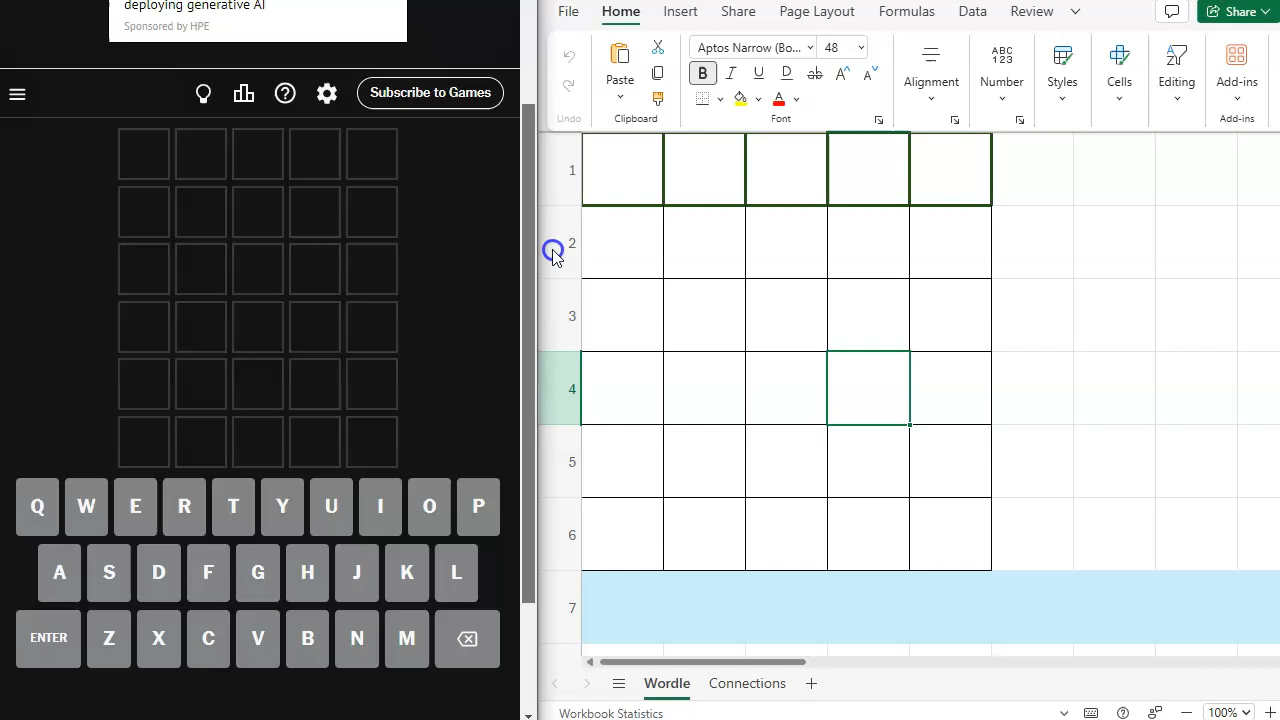 deploying generative AI
Sponsored by HPE
Subscribe to Games
Q W E R T Y U I O P
A S D F G H J K L
ENTER Z X C V B N M
File Home Insert Share Page Layout Formulas Data Review Share
Aptos Narrow (Bo... 48
B I U D ab A A
Paste
ABC
123
Alignment Number Styles Cells Editing Add-ins
Undo Clipboard Font Add-ins
1
2
3
4
5
6
7
Wordle Connections
Workbook Statistics 100%